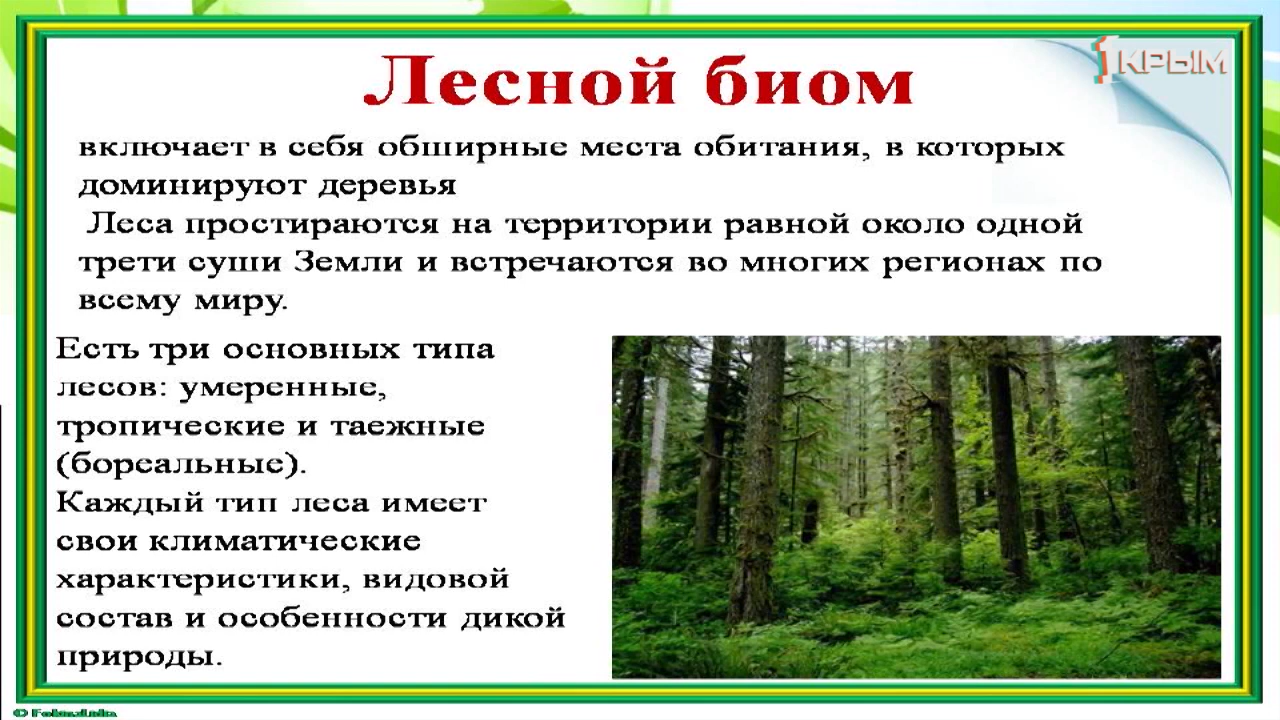 1КРЫМ
Лесной биом
включает в себя обширные места обитания, в которых
доминируют деревья
Леса простираются на территории равной около одной
трети суши Земли и встречаются во многих регионах по
всему миру.
Есть три основных типа
лесов: умеренные,
тропические и таежные
(бореальные).
Каждый тип леса имеет
свои климатические
характеристики, видовой
состав и особенности дикой
природы.